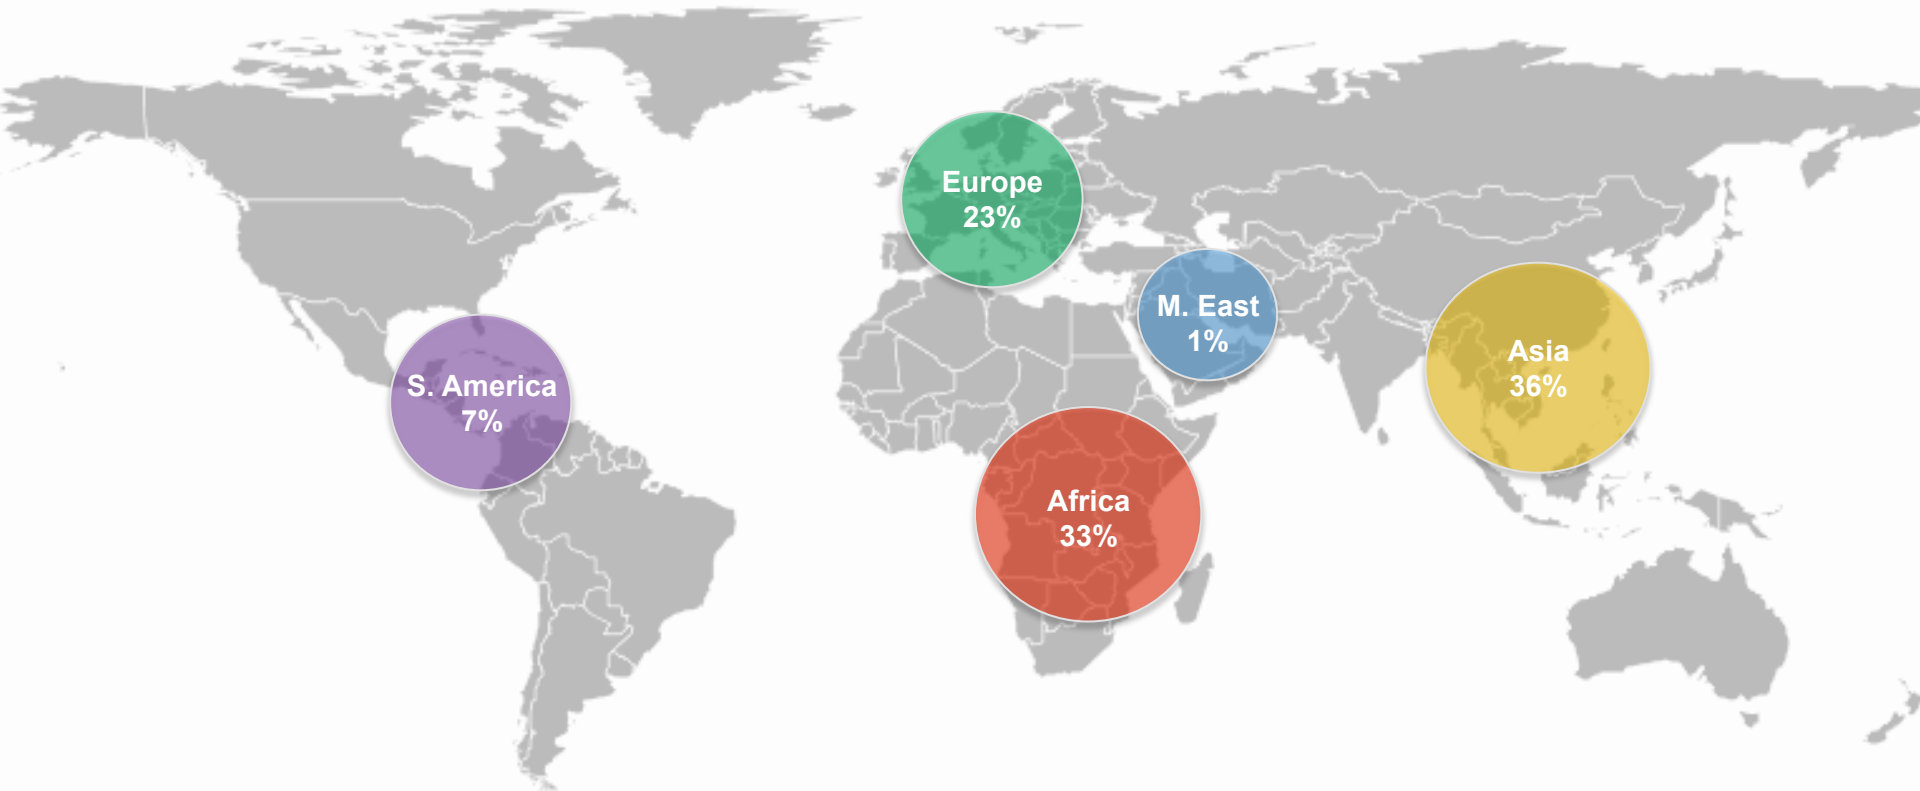 Europe
23%
M. East
1%
Asia
36%
S. America
7%
Africa
33%